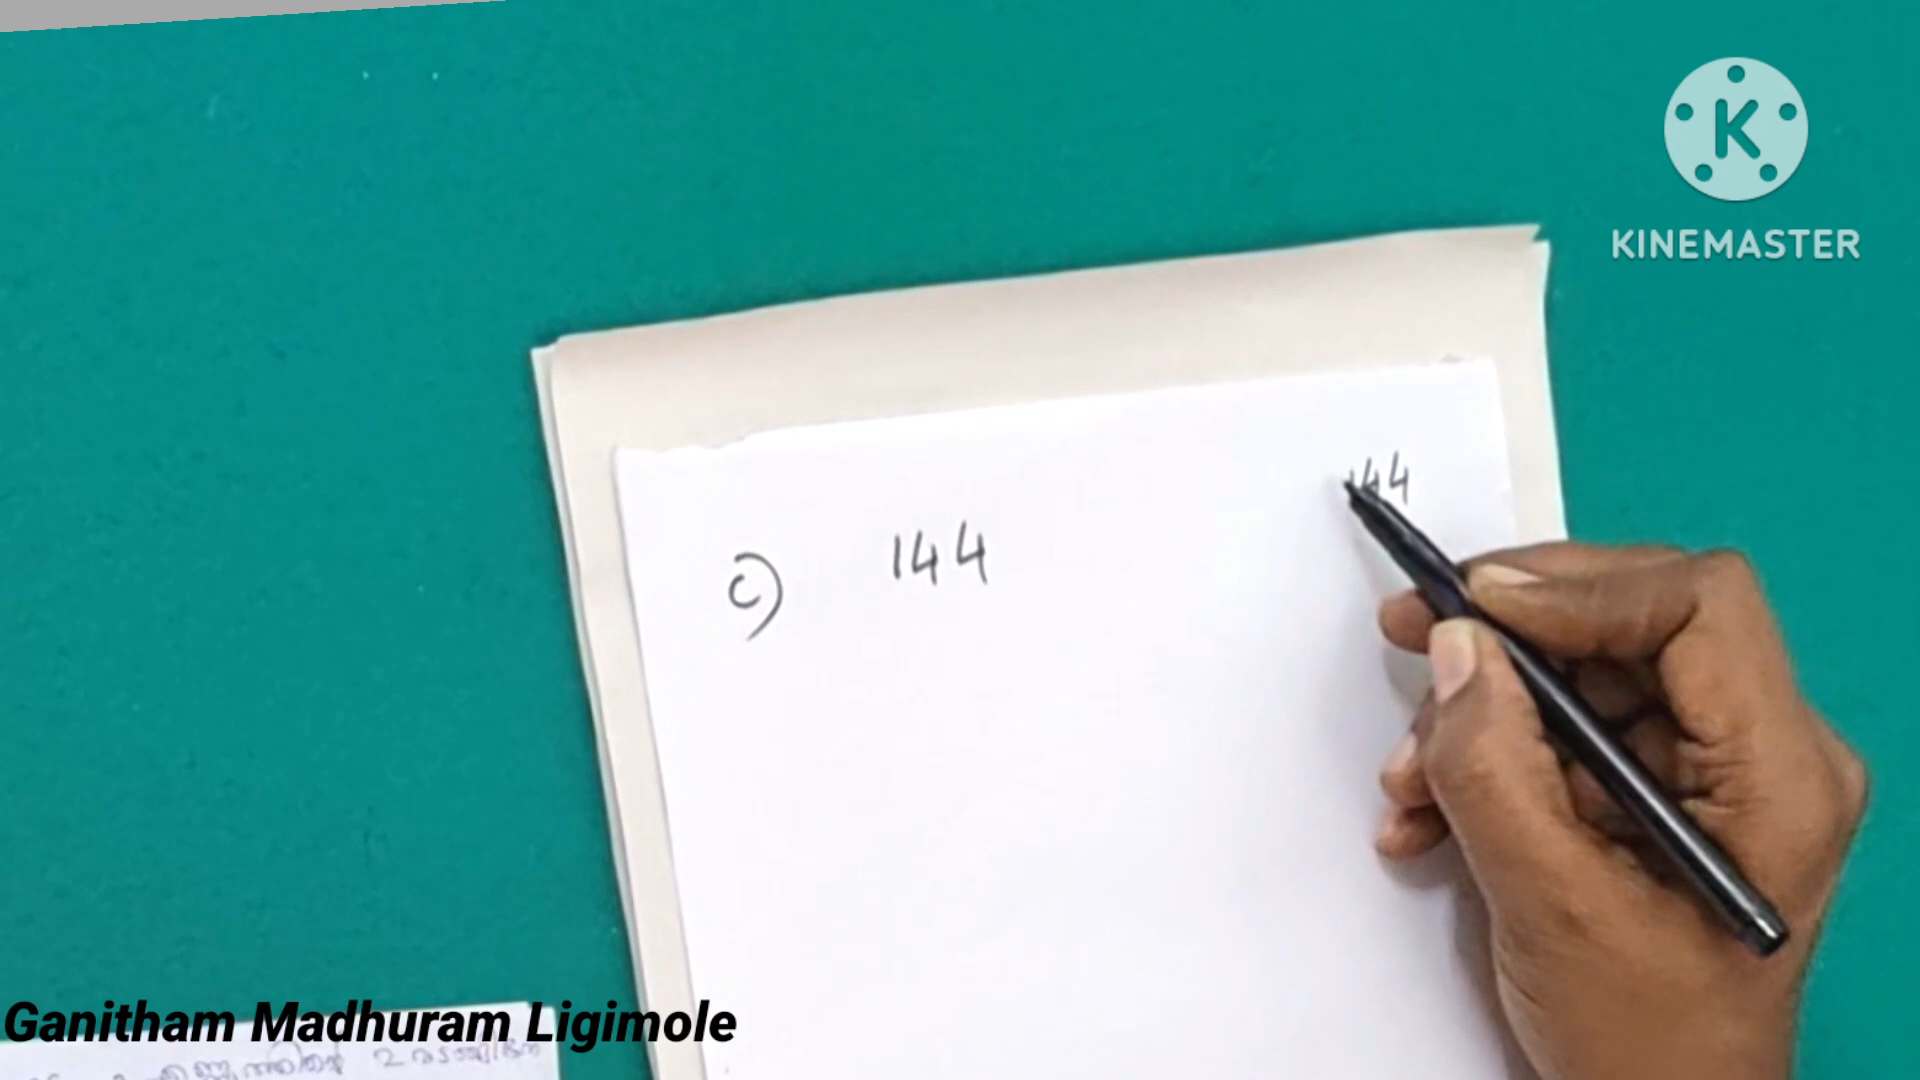 K
KINEMASTER
144
c) 144
Ganitham Madhuram Ligimole